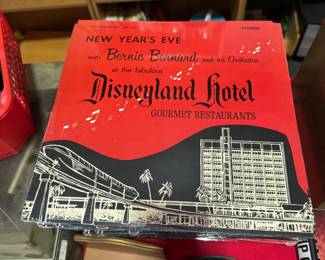 STEREO
NEW YEAR'S EVE
with Bernie Bernard and his Orchestra
at the fabulous
Disneyland Hotel
GOURMET RESTAURANTS